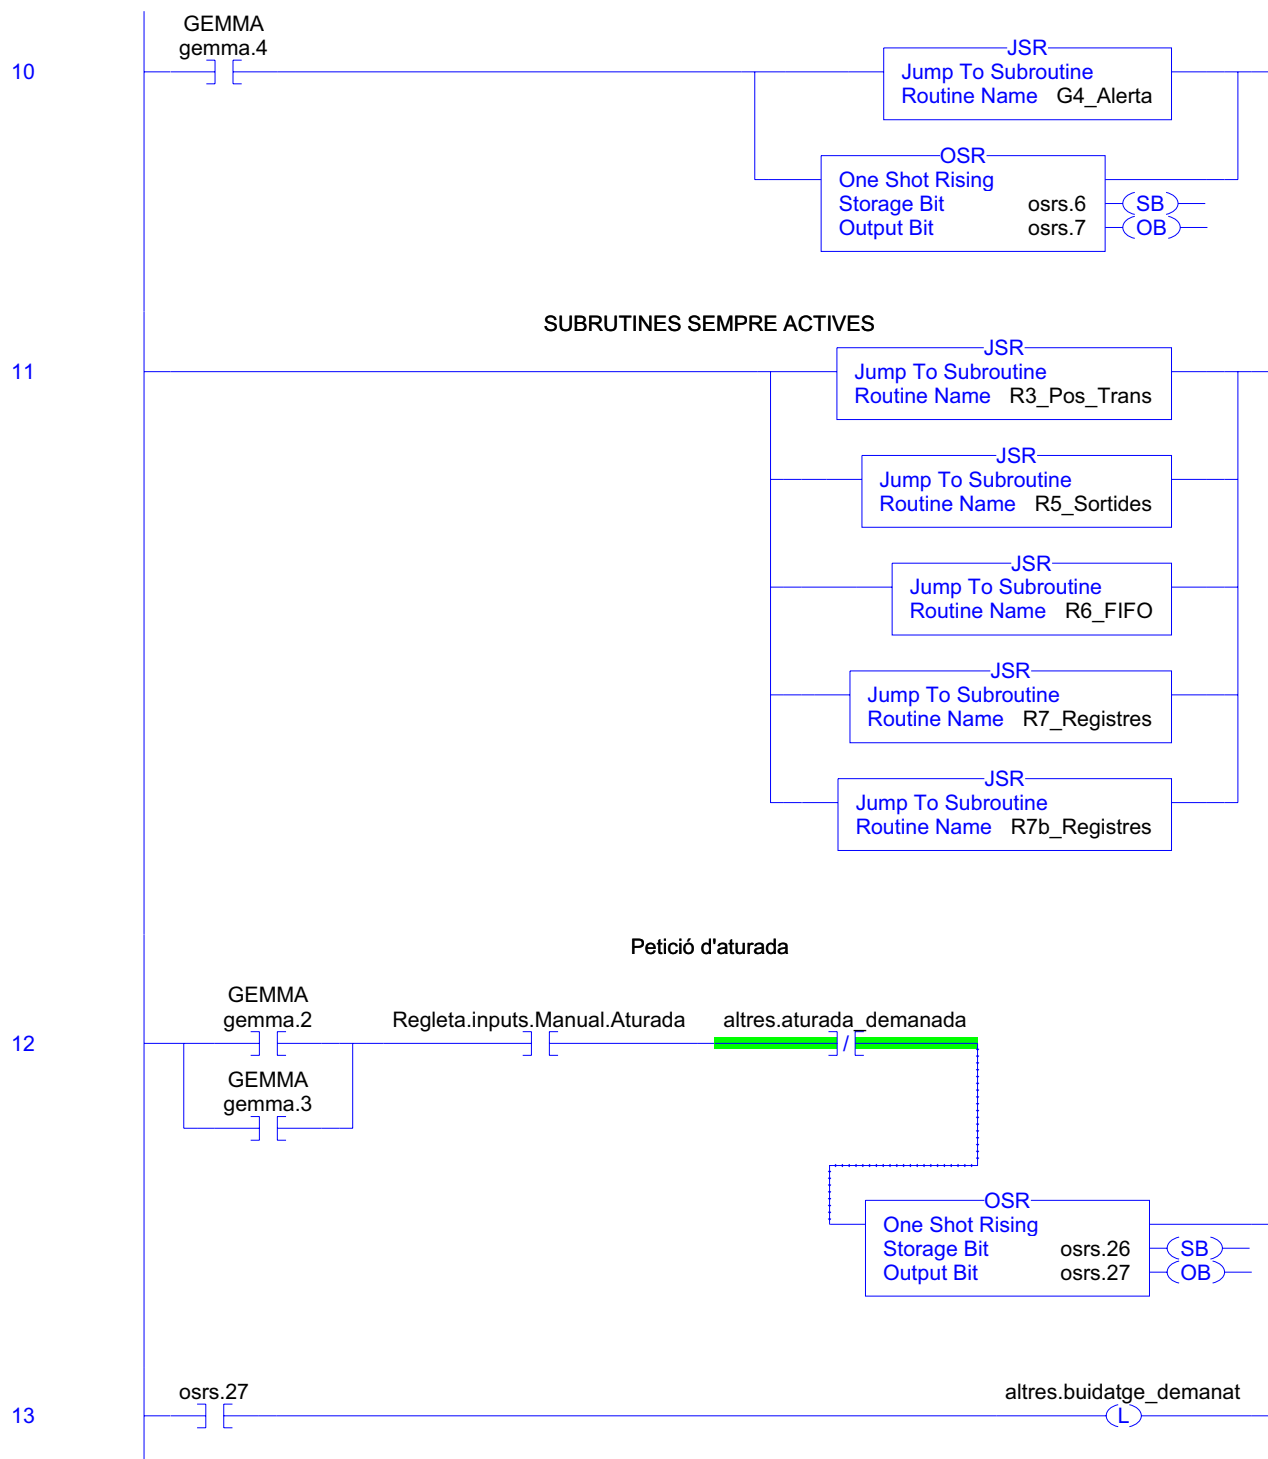 GEMMA
gemma.4
10
JSR
Jump To Subroutine
Routine Name G4_Alerta
OSR
One Shot Rising
Storage Bit osrs.6 SB
Output Bit osrs.7 OB
SUBRUTINES SEMPRE ACTIVES
11
JSR
Jump To Subroutine
Routine Name R3_Pos_Trans
JSR
Jump To Subroutine
Routine Name R5_Sortides
JSR
Jump To Subroutine
Routine Name R6_FIFO
JSR
Jump To Subroutine
Routine Name R7_Registres
JSR
Jump To Subroutine
Routine Name R7b_Registres
Petició d'aturada
GEMMA
gemma.2 Regleta.inputs.Manual.Aturada altres.aturada_demanada
12 /
GEMMA
gemma.3
OSR
One Shot Rising
Storage Bit osrs.26 SB
Output Bit osrs.27 OB
osrs.27 altres.buidatge_demanat
13 L